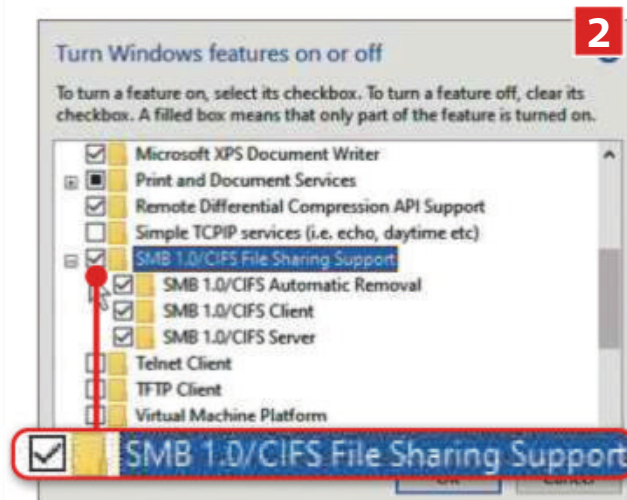 2
Turn Windows features on or off
To turn a feature on, select its checkbox. To turn a feature off, clear its
checkbox. A filled box means that only part of the feature is turned on.
Microsoft XPS Document Writer
Print and Document Services
Remote Differential Compression API Support
Simple TCPIP services (i.e. echo, daytime etc)
SMB 1.0/CIFS File Sharing Support
SMB 1.0/CIFS Automatic Removal
SMB 1.0/CIFS Client
SMB 1.0/CIFS Server
Telnet Client
TFTP Client
Virtual Machine Platform
SMB 1.0/CIFS File Sharing Support